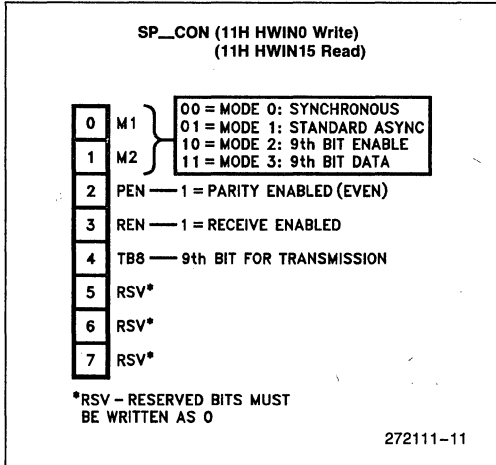 SP__CON (11H HWIN0 Write)
(11H HWIN15 Read)
00 = MODE 0: SYNCHRONOUS
01 = MODE 1: STANDARD ASYNC
10 = MODE 2: 9th BIT ENABLE
11 = MODE 3: 9th BIT DATA
0 M1
1 M2
2 PEN — 1 = PARITY ENABLED (EVEN)
3 REN — 1 = RECEIVE ENABLED
4 TB8 — 9th BIT FOR TRANSMISSION
5 RSV*
6 RSV*
7 RSV*
*RSV – RESERVED BITS MUST
BE WRITTEN AS 0
272111–11